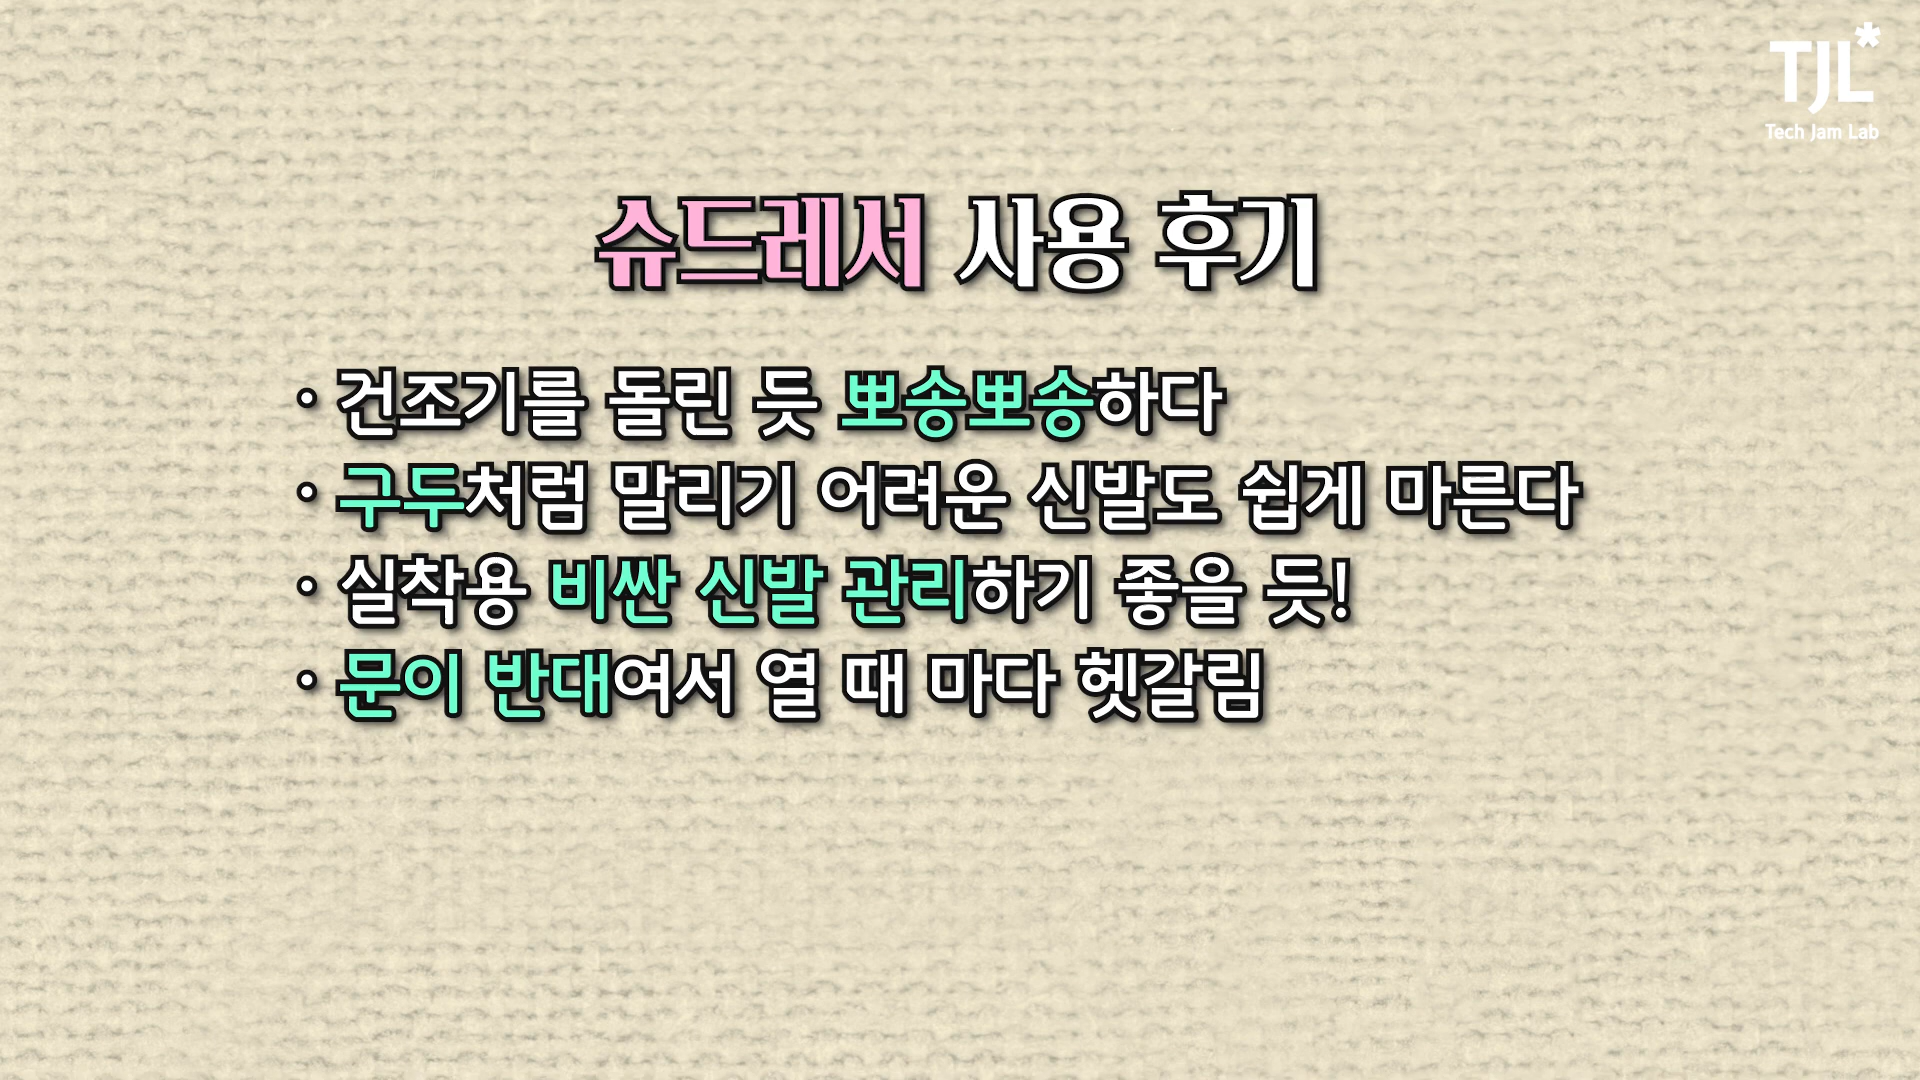 TJL*
Tech Jam Lab
슈드레서 사용 후기
· 건조기를 돌린 듯 뽀송뽀송하다
· 구두처럼 말리기 어려운 신발도 쉽게 마른다
· 실착용 비싼 신발 관리하기 좋을 듯!
· 문이 반대여서 열 때 마다 헷갈림